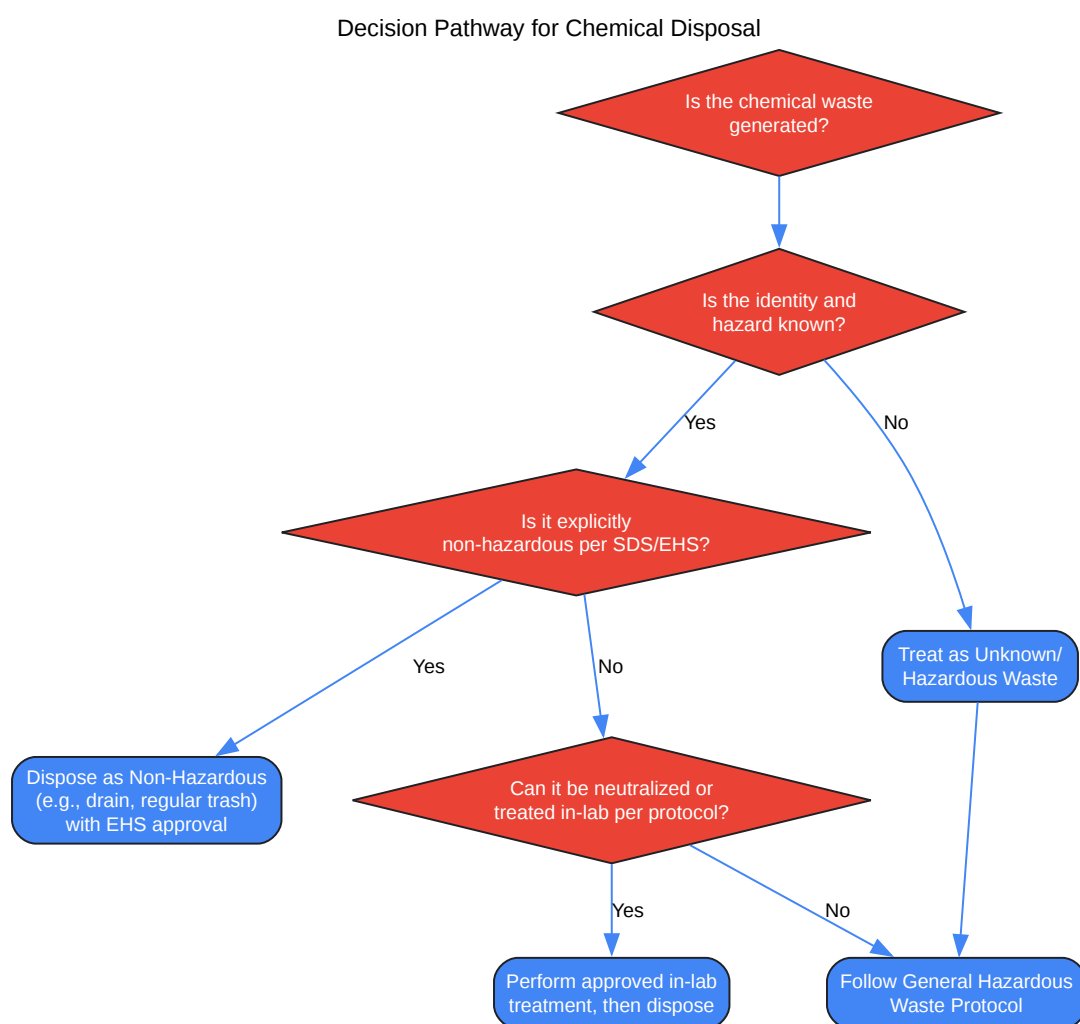 Decision Pathway for Chemical Disposal
Is the chemical waste
generated?
Is the identity and
hazard known?
Yes
No
Is it explicitly
non-hazardous per SDS/EHS?
Treat as Unknown/
Hazardous Waste
Yes
No
Dispose as Non-Hazardous
(e.g., drain, regular trash)
with EHS approval
Can it be neutralized or
treated in-lab per protocol?
Yes
No
Perform approved in-lab
treatment, then dispose
Follow General Hazardous
Waste Protocol